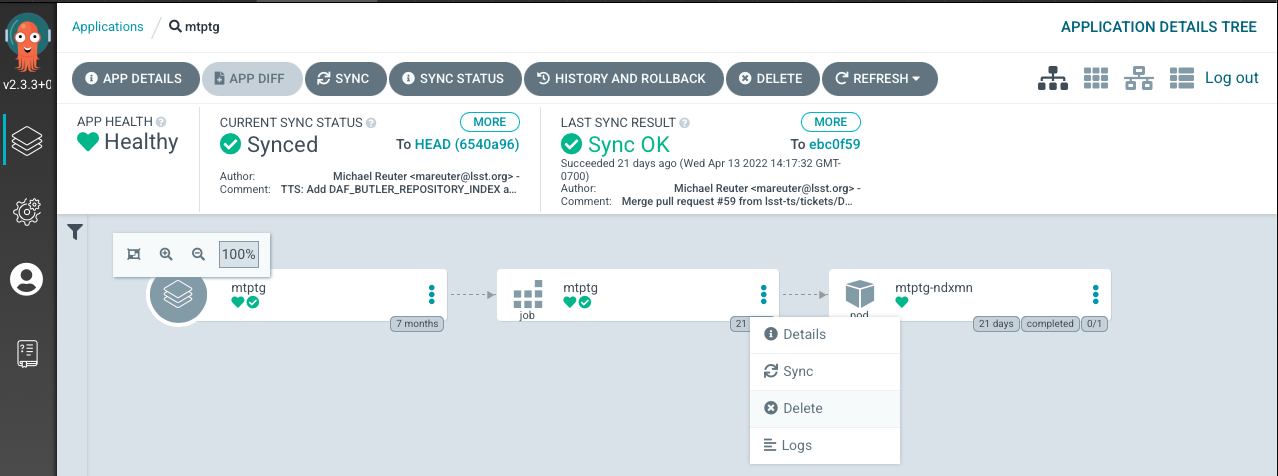 Applications / mtptg
APPLICATION DETAILS TREE
v2.3.3+0
APP DETAILS APP DIFF SYNC SYNC STATUS HISTORY AND ROLLBACK DELETE REFRESH
Log out
APP HEALTH
Healthy
CURRENT SYNC STATUS MORE
Synced To HEAD (6540a96)
Author: Michael Reuter <mareuter@lsst.org> -
Comment: TTS: Add DAF_BUTLER_REPOSITORY_INDEX a...
LAST SYNC RESULT MORE
Sync OK To ebc0f59
Succeeded 21 days ago (Wed Apr 13 2022 14:17:32 GMT-
0700)
Author: Michael Reuter <mareuter@lsst.org> -
Comment: Merge pull request #59 from lsst-ts/tickets/D...
100%
mtptg
7 months
mtptg
job
21
mtptg-ndxmn
pod
21 days completed 0/1
Details
Sync
Delete
Logs